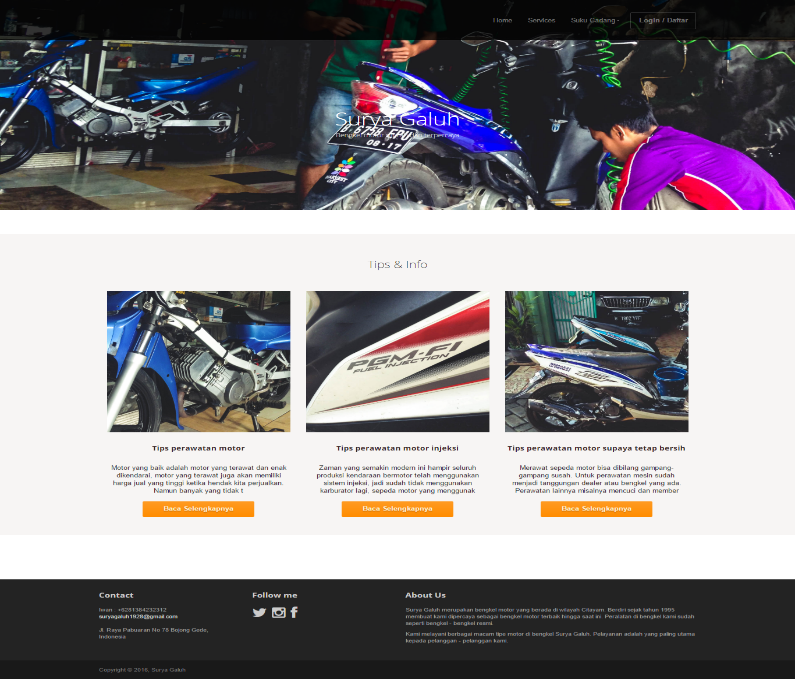 Home Services Suku Cadang Login / Daftar
Surya Galuh
B 6758 EPU
08-17
Tips & Info
PGM-FI
FUEL INJECTION
Tips perawatan motor
Motor yang baik adalah motor yang terawat dan enak
dikendarai, motor yang terawat juga akan memiliki
harga jual yang tinggi ketika hendak kita perjualkan.
Namun banyak yang tidak t
Baca Selengkapnya
Tips perawatan motor injeksi
Zaman yang semakin modern ini hampir seluruh
produksi kendaraan bermotor telah menggunakan
sistem injeksi, jadi sudah tidak menggunakan
karburator lagi, sepeda motor yang menggunak
Baca Selengkapnya
Tips perawatan motor supaya tetap bersih
Merawat sepeda motor bisa dibilang gampang-
gampang susah. Untuk perawatan mesin sudah
menjadi tanggungan dealer atau bengkel yang ada.
Perawatan lainnya misalnya mencuci dan member
Baca Selengkapnya
Contact
Iwan : +6281384232312
suryagaluh1928@gmail.com
Jl. Raya Pabuaran No 78 Bojong Gede,
Indonesia
Follow me
About Us
Surya Galuh merupakan bengkel motor yang berada di wilayah Citayam. Berdiri sejak tahun 1995
membuat kami dipercaya sebagai bengkel motor terbaik hingga saat ini. Peralatan di bengkel kami sudah
seperti bengkel - bengkel resmi.
Kami melayani berbagai macam tips motor di bengkel Surya Galuh. Pelayanan adalah yang paling utama
kepada pelanggan - pelanggan kami.
Copyright © 2016, Surya Galuh